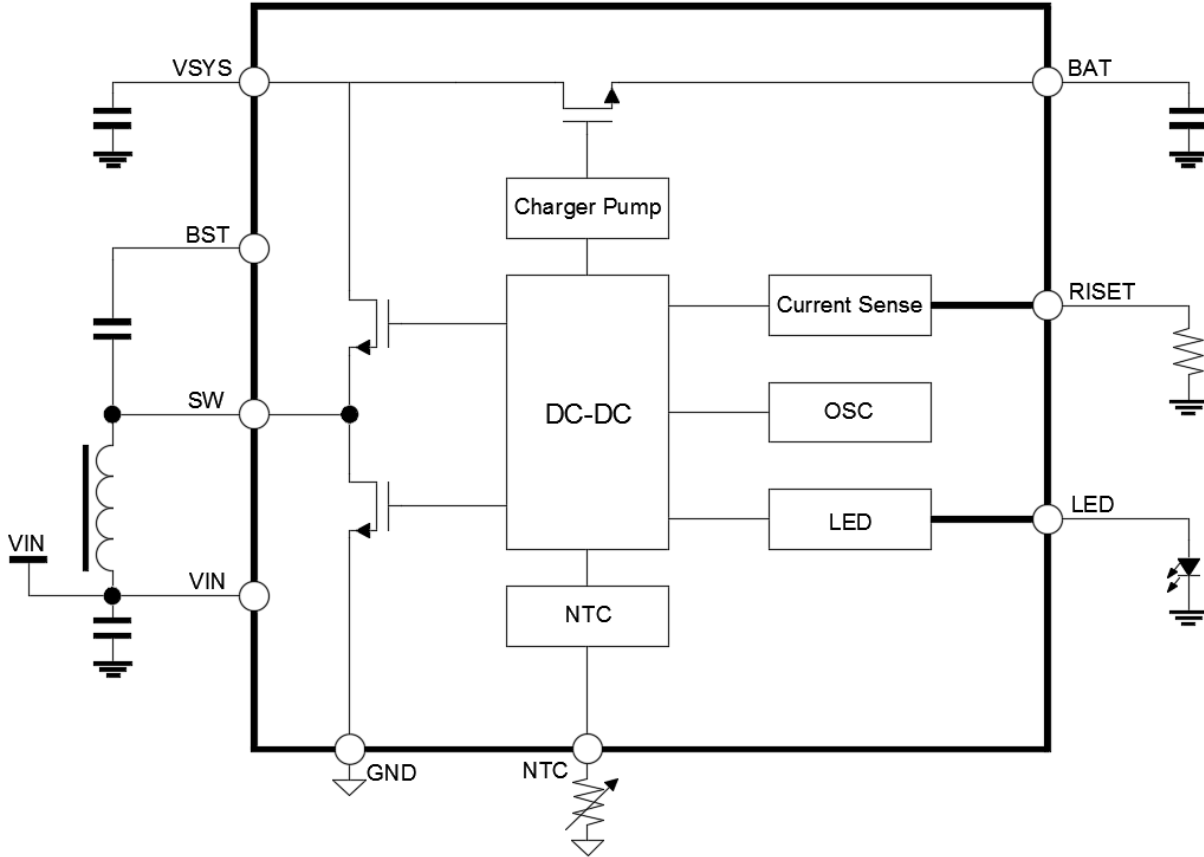 VSYS
BAT
Charger Pump
BST
Current Sense
RISET
SW
DC-DC
OSC
LED
LED
VIN
VIN
NTC
GND
NTC